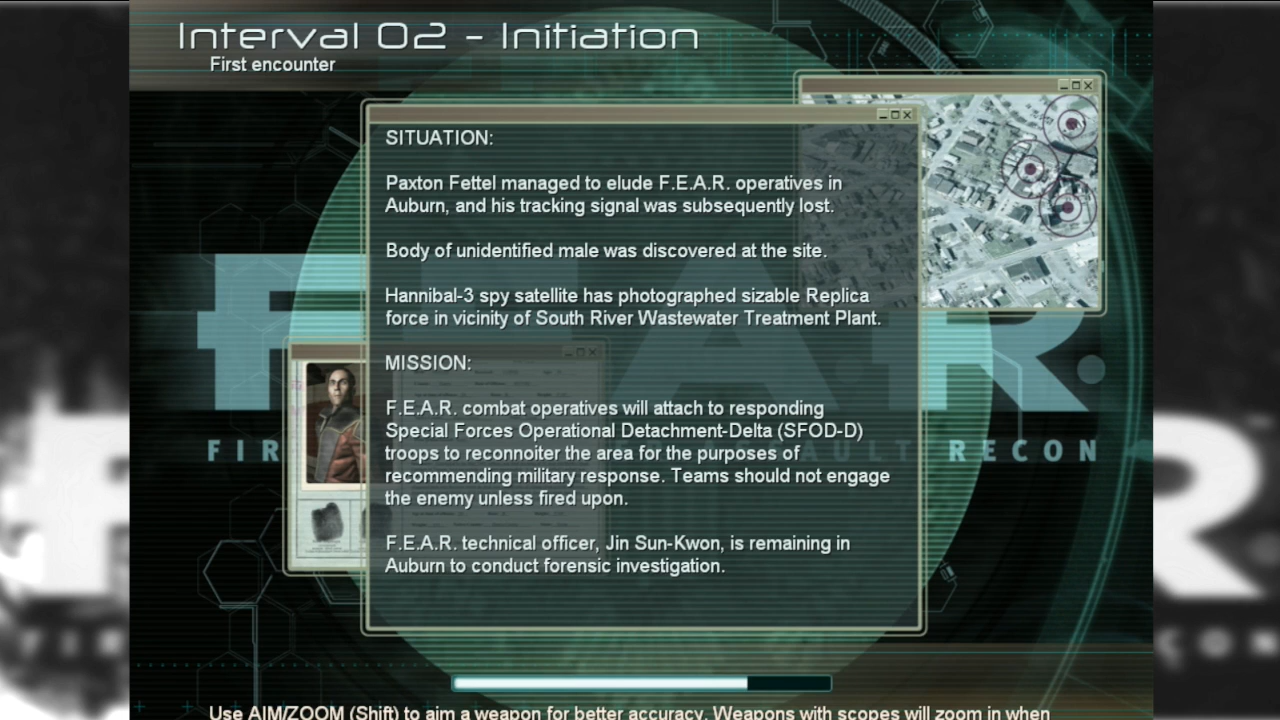 Interval 02 - Initiation
First encounter
SITUATION:
Paxton Fettel managed to elude F.E.A.R. operatives in
Auburn, and his tracking signal was subsequently lost.
Body of unidentified male was discovered at the site.
Hannibal-3 spy satellite has photographed sizable Replica
force in vicinity of South River Wastewater Treatment Plant.
MISSION:
F.E.A.R. combat operatives will attach to responding
Special Forces Operational Detachment-Delta (SFOD-D)
troops to reconnoiter the area for the purposes of
recommending military response. Teams should not engage
the enemy unless fired upon.
F.E.A.R. technical officer, Jin Sun-Kwon, is remaining in
Auburn to conduct forensic investigation.
RECON
Use AIM/ZOOM (Shift) to aim a weapon for better accuracy. Weapons with scopes will zoom in when